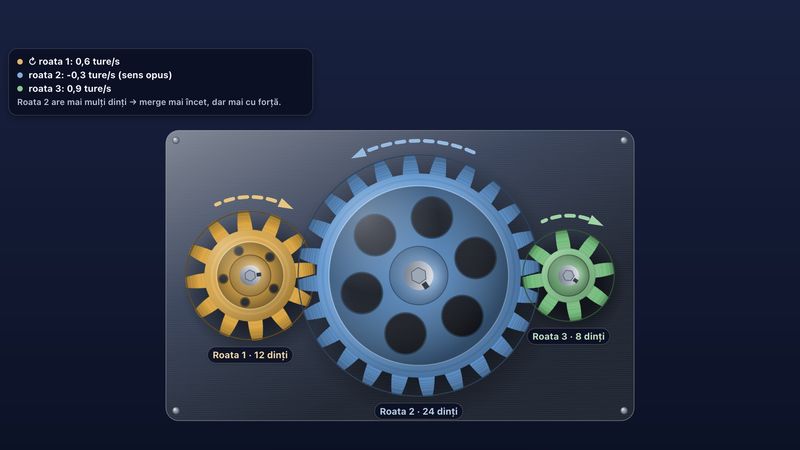 ↻ roata 1: 0,6 ture/s
roata 2: -0,3 ture/s (sens opus)
roata 3: 0,9 ture/s
Roata 2 are mai mulți dinți → merge mai încet, dar mai cu forță.
Roata 3 · 8 dinți
Roata 1 · 12 dinți
Roata 2 · 24 dinți